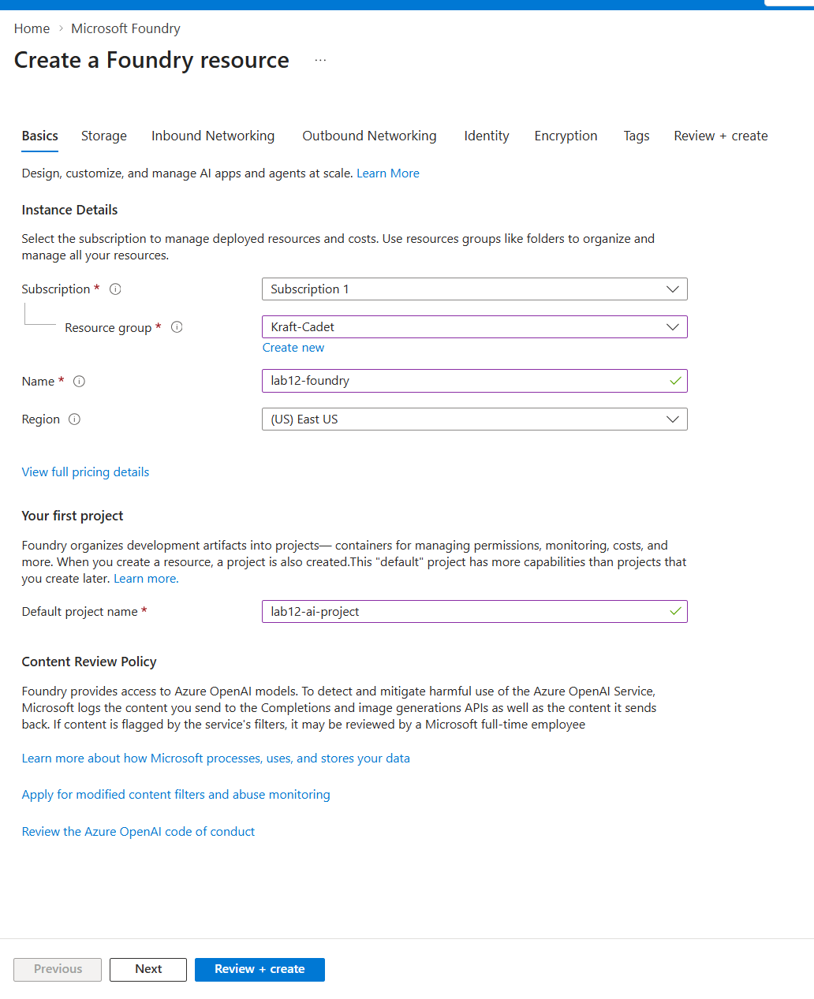 Home > Microsoft Foundry
Create a Foundry resource ...
Basics Storage Inbound Networking Outbound Networking Identity Encryption Tags Review + create
Design, customize, and manage AI apps and agents at scale. Learn More
Instance Details
Select the subscription to manage deployed resources and costs. Use resources groups like folders to organize and
manage all your resources.
Subscription * Subscription 1
Resource group * Kraft-Cadet
Create new
Name * lab12-foundry
Region (US) East US
View full pricing details
Your first project
Foundry organizes development artifacts into projects— containers for managing permissions, monitoring, costs, and
more. When you create a resource, a project is also created.This "default" project has more capabilities than projects that
you create later. Learn more.
Default project name * lab12-ai-project
Content Review Policy
Foundry provides access to Azure OpenAI models. To detect and mitigate harmful use of the Azure OpenAI Service,
Microsoft logs the content you send to the Completions and image generations APIs as well as the content it sends
back. If content is flagged by the service's filters, it may be reviewed by a Microsoft full-time employee
Learn more about how Microsoft processes, uses, and stores your data
Apply for modified content filters and abuse monitoring
Review the Azure OpenAI code of conduct
Previous Next Review + create